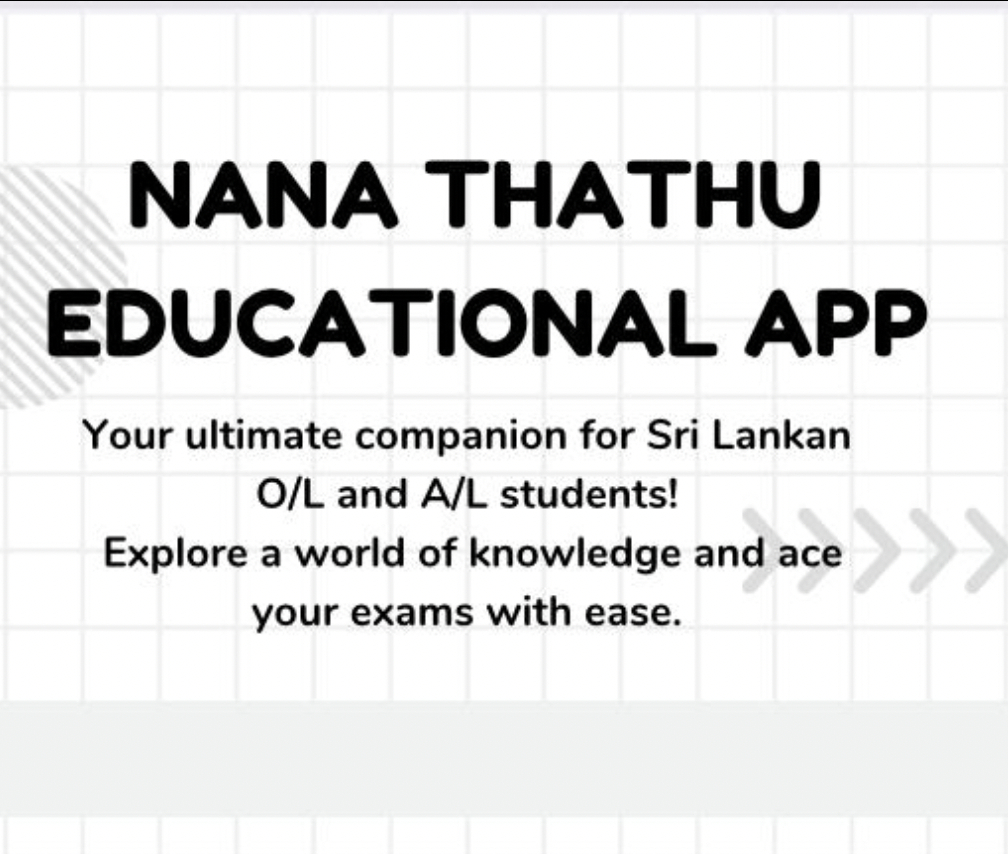 NANA THATHU
EDUCATIONAL APP
Your ultimate companion for Sri Lankan
O/L and A/L students!
Explore a world of knowledge and ace
your exams with ease.